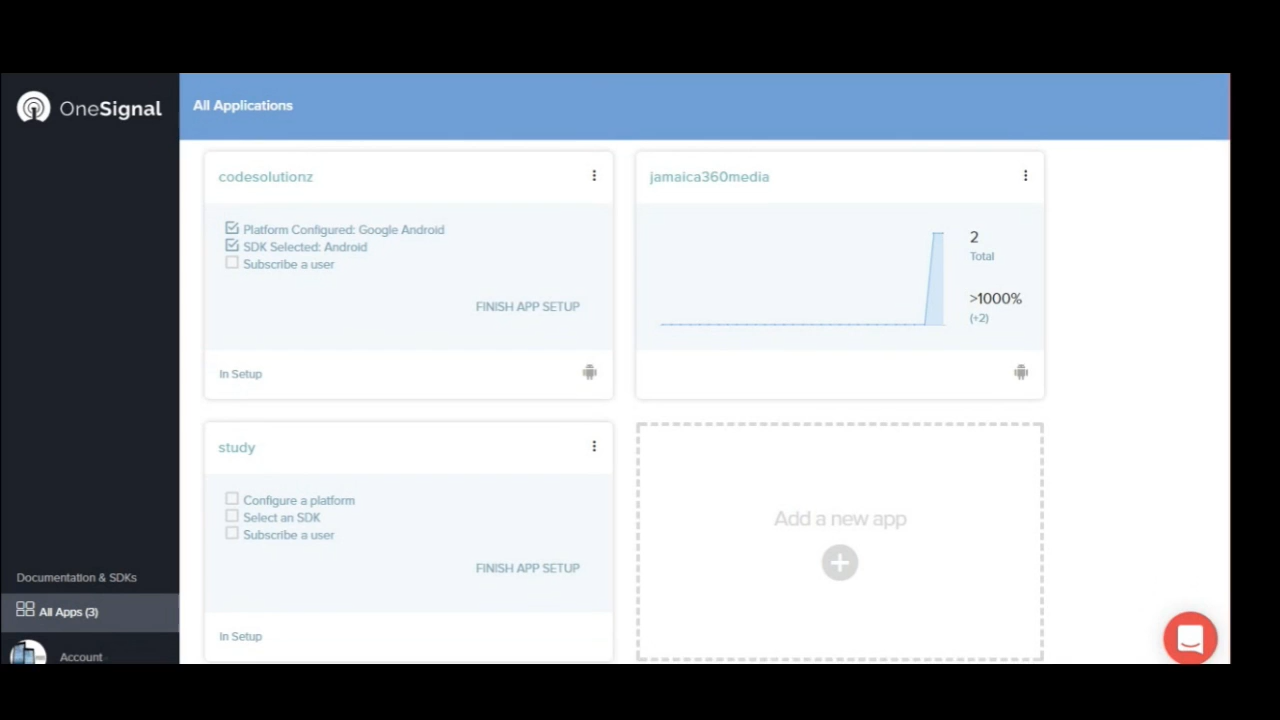 OneSignal
All Applications
codesolutionz
Platform Configured: Google Android
SDK Selected: Android
Subscribe a user
FINISH APP SETUP
In Setup
jamaica360media
2
Total
>1000%
(+2)
study
Configure a platform
Select an SDK
Subscribe a user
FINISH APP SETUP
In Setup
Add a new app
Documentation & SDKs
All Apps (3)
Account